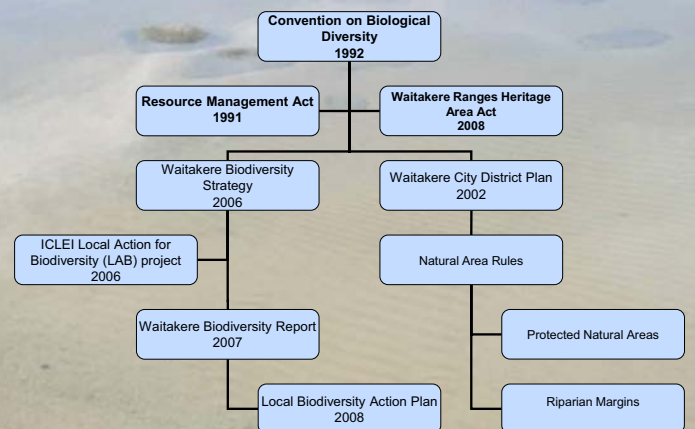 Convention on Biological
Diversity
1992
Resource Management Act
1991
Waitakere Ranges Heritage
Area Act
2008
Waitakere Biodiversity
Strategy
2006
Waitakere City District Plan
2002
ICLEI Local Action for
Biodiversity (LAB) project
2006
Natural Area Rules
Waitakere Biodiversity Report
2007
Protected Natural Areas
Local Biodiversity Action Plan
2008
Riparian Margins